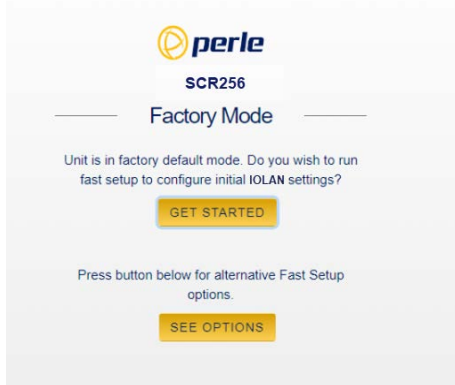 perle
SCR256
Factory Mode
Unit is in factory default mode. Do you wish to run
fast setup to configure initial IOLAN settings?
GET STARTED
Press button below for alternative Fast Setup
options.
SEE OPTIONS